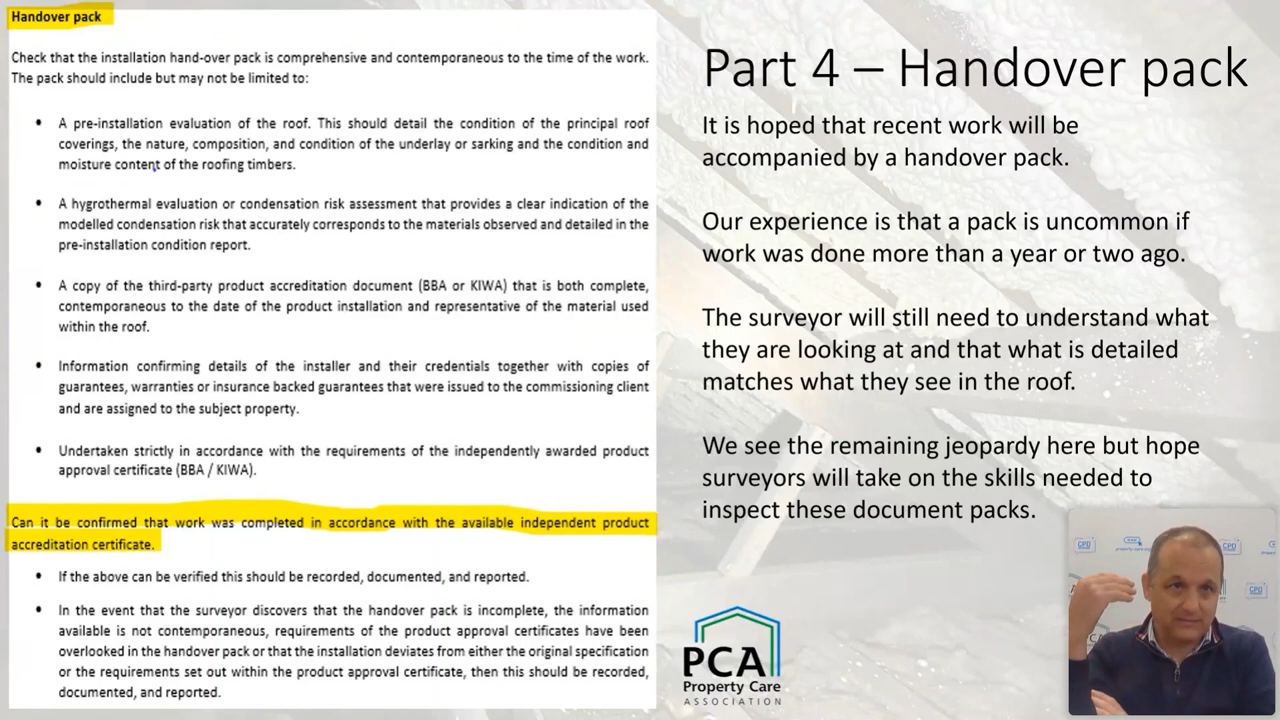 Handover pack
Check that the installation hand-over pack is comprehensive and contemporaneous to the time of the work.
The pack should include but may not be limited to:
• A pre-installation evaluation of the roof. This should detail the condition of the principal roof
coverings, the nature, composition, and condition of the underlay or sarking and the condition and
moisture content of the roofing timbers.
• A hygrothermal evaluation or condensation risk assessment that provides a clear indication of the
modelled condensation risk that accurately corresponds to the materials observed and detailed in the
pre-installation condition report.
• A copy of the third-party product accreditation document (BBA or KIWA) that is both complete,
contemporaneous to the date of the product installation and representative of the material used
within the roof.
• Information confirming details of the installer and their credentials together with copies of
guarantees, warranties or insurance backed guarantees that were issued to the commissioning client
and are assigned to the subject property.
• Undertaken strictly in accordance with the requirements of the independently awarded product
approval certificate (BBA / KIWA).
Can it be confirmed that work was completed in accordance with the available independent product
accreditation certificate.
• If the above can be verified this should be recorded, documented, and reported.
• In the event that the surveyor discovers that the handover pack is incomplete, the information
available is not contemporaneous, requirements of the product approval certificates have been
overlooked in the handover pack or that the installation deviates from either the original specification
or the requirements set out within the product approval certificate, then this should be recorded,
documented, and reported.
Part 4 – Handover pack
It is hoped that recent work will be
accompanied by a handover pack.
Our experience is that a pack is uncommon if
work was done more than a year or two ago.
The surveyor will still need to understand what
they are looking at and that what is detailed
matches what they see in the roof.
We see the remaining jeopardy here but hope
surveyors will take on the skills needed to
inspect these document packs.
PCA
Property Care
ASSOCIATION
CPD
CPD
CPD